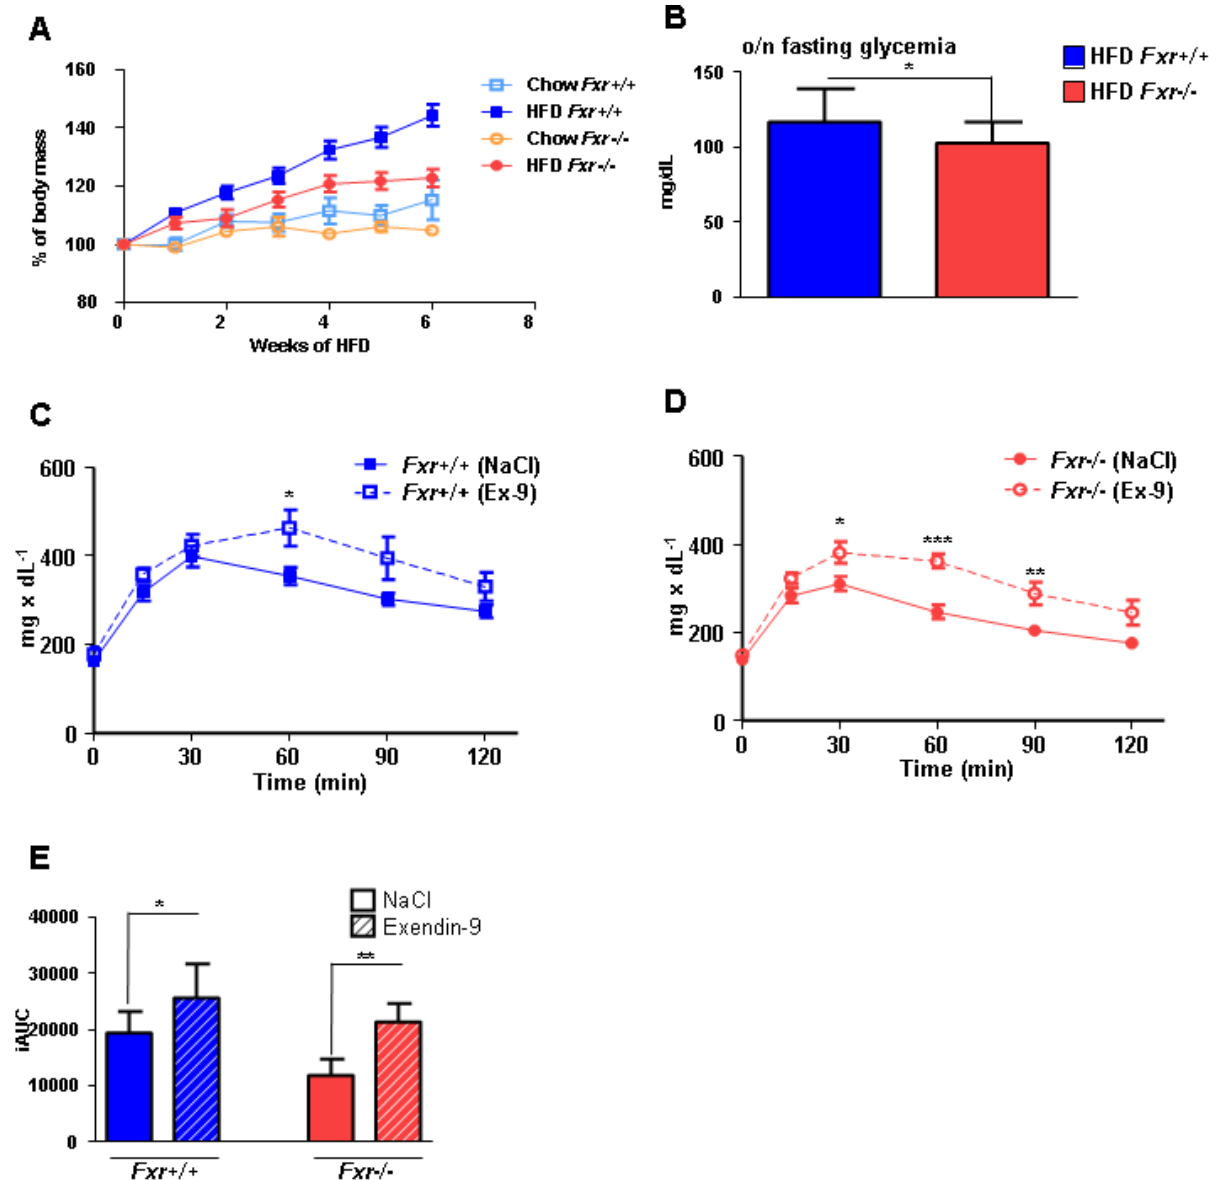 A
160
140
120
100
80
% of body mass
0 2 4 6 8
Weeks of HFD
Chow Fxr+/+
HFD Fxr+/+
Chow Fxr-/-
HFD Fxr-/-
B
o/n fasting glycemia
*
150
100
50
0
mg/dL
HFD Fxr+/+
HFD Fxr-/-
C
600
400
200
0
mg x dL-1
0 30 60 90 120
Time (min)
Fxr+/+ (NaCl)
Fxr+/+ (Ex-9)
*
D
600
400
200
0
mg x dL-1
0 30 60 90 120
Time (min)
Fxr-/- (NaCl)
Fxr-/- (Ex-9)
* *** **
E
40000
30000
20000
10000
0
iAUC
NaCl
Exendin-9
* **
Fxr+/+ Fxr-/-